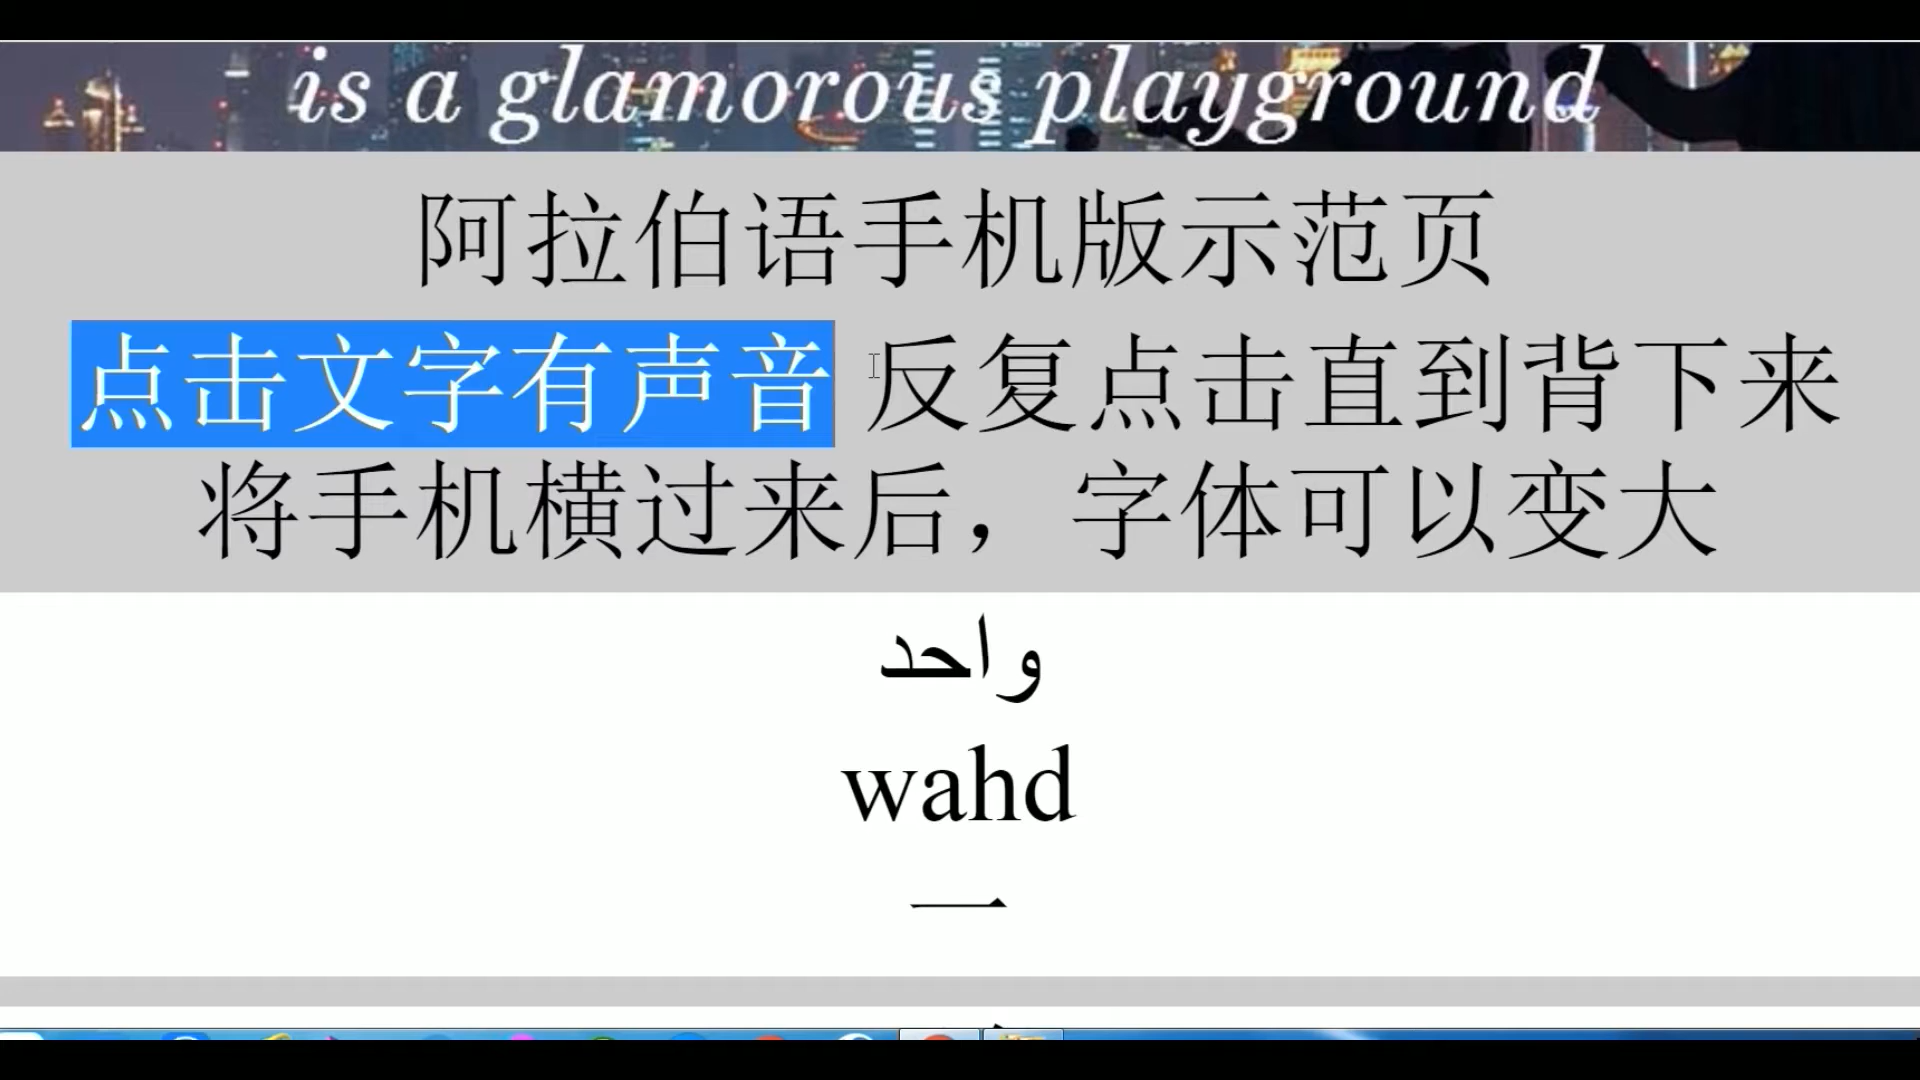 is a glamorous playground
阿拉伯语手机版示范页
点击文字有声音 反复点击直到背下来
将手机横过来后，字体可以变大
واحد
wahd
一